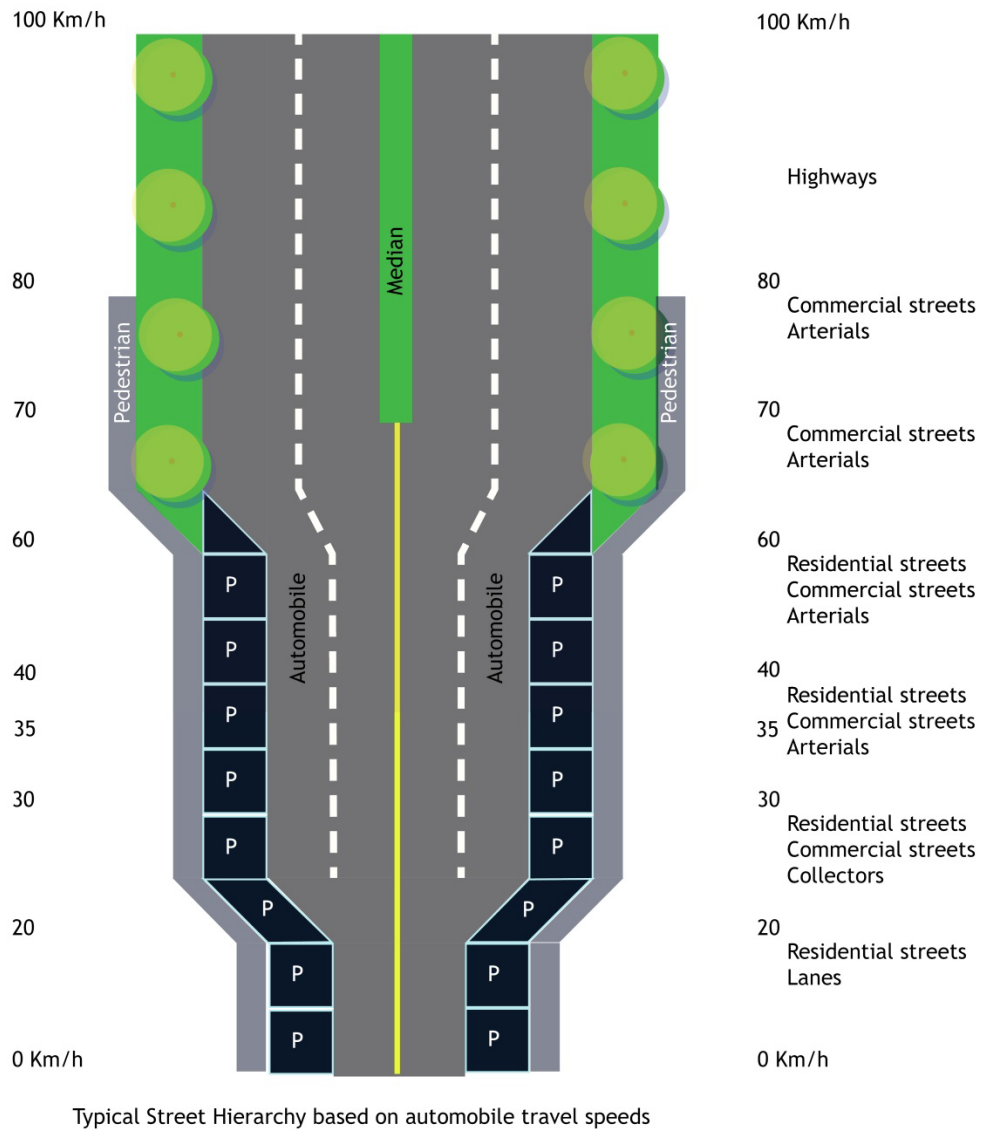 100 Km/h
100 Km/h
Highways
Median
80
80
Commercial streets
Arterials
Pedestrian
Pedestrian
70
70
Commercial streets
Arterials
60
60
Residential streets
Commercial streets
Arterials
P
P
Automobile
Automobile
P
P
40
40
Residential streets
Commercial streets
Arterials
P
P
35
35
P
P
30
30
Residential streets
Commercial streets
Collectors
P
P
P
P
20
20
Residential streets
Lanes
P
P
P
P
0 Km/h
0 Km/h
Typical Street Hierarchy based on automobile travel speeds